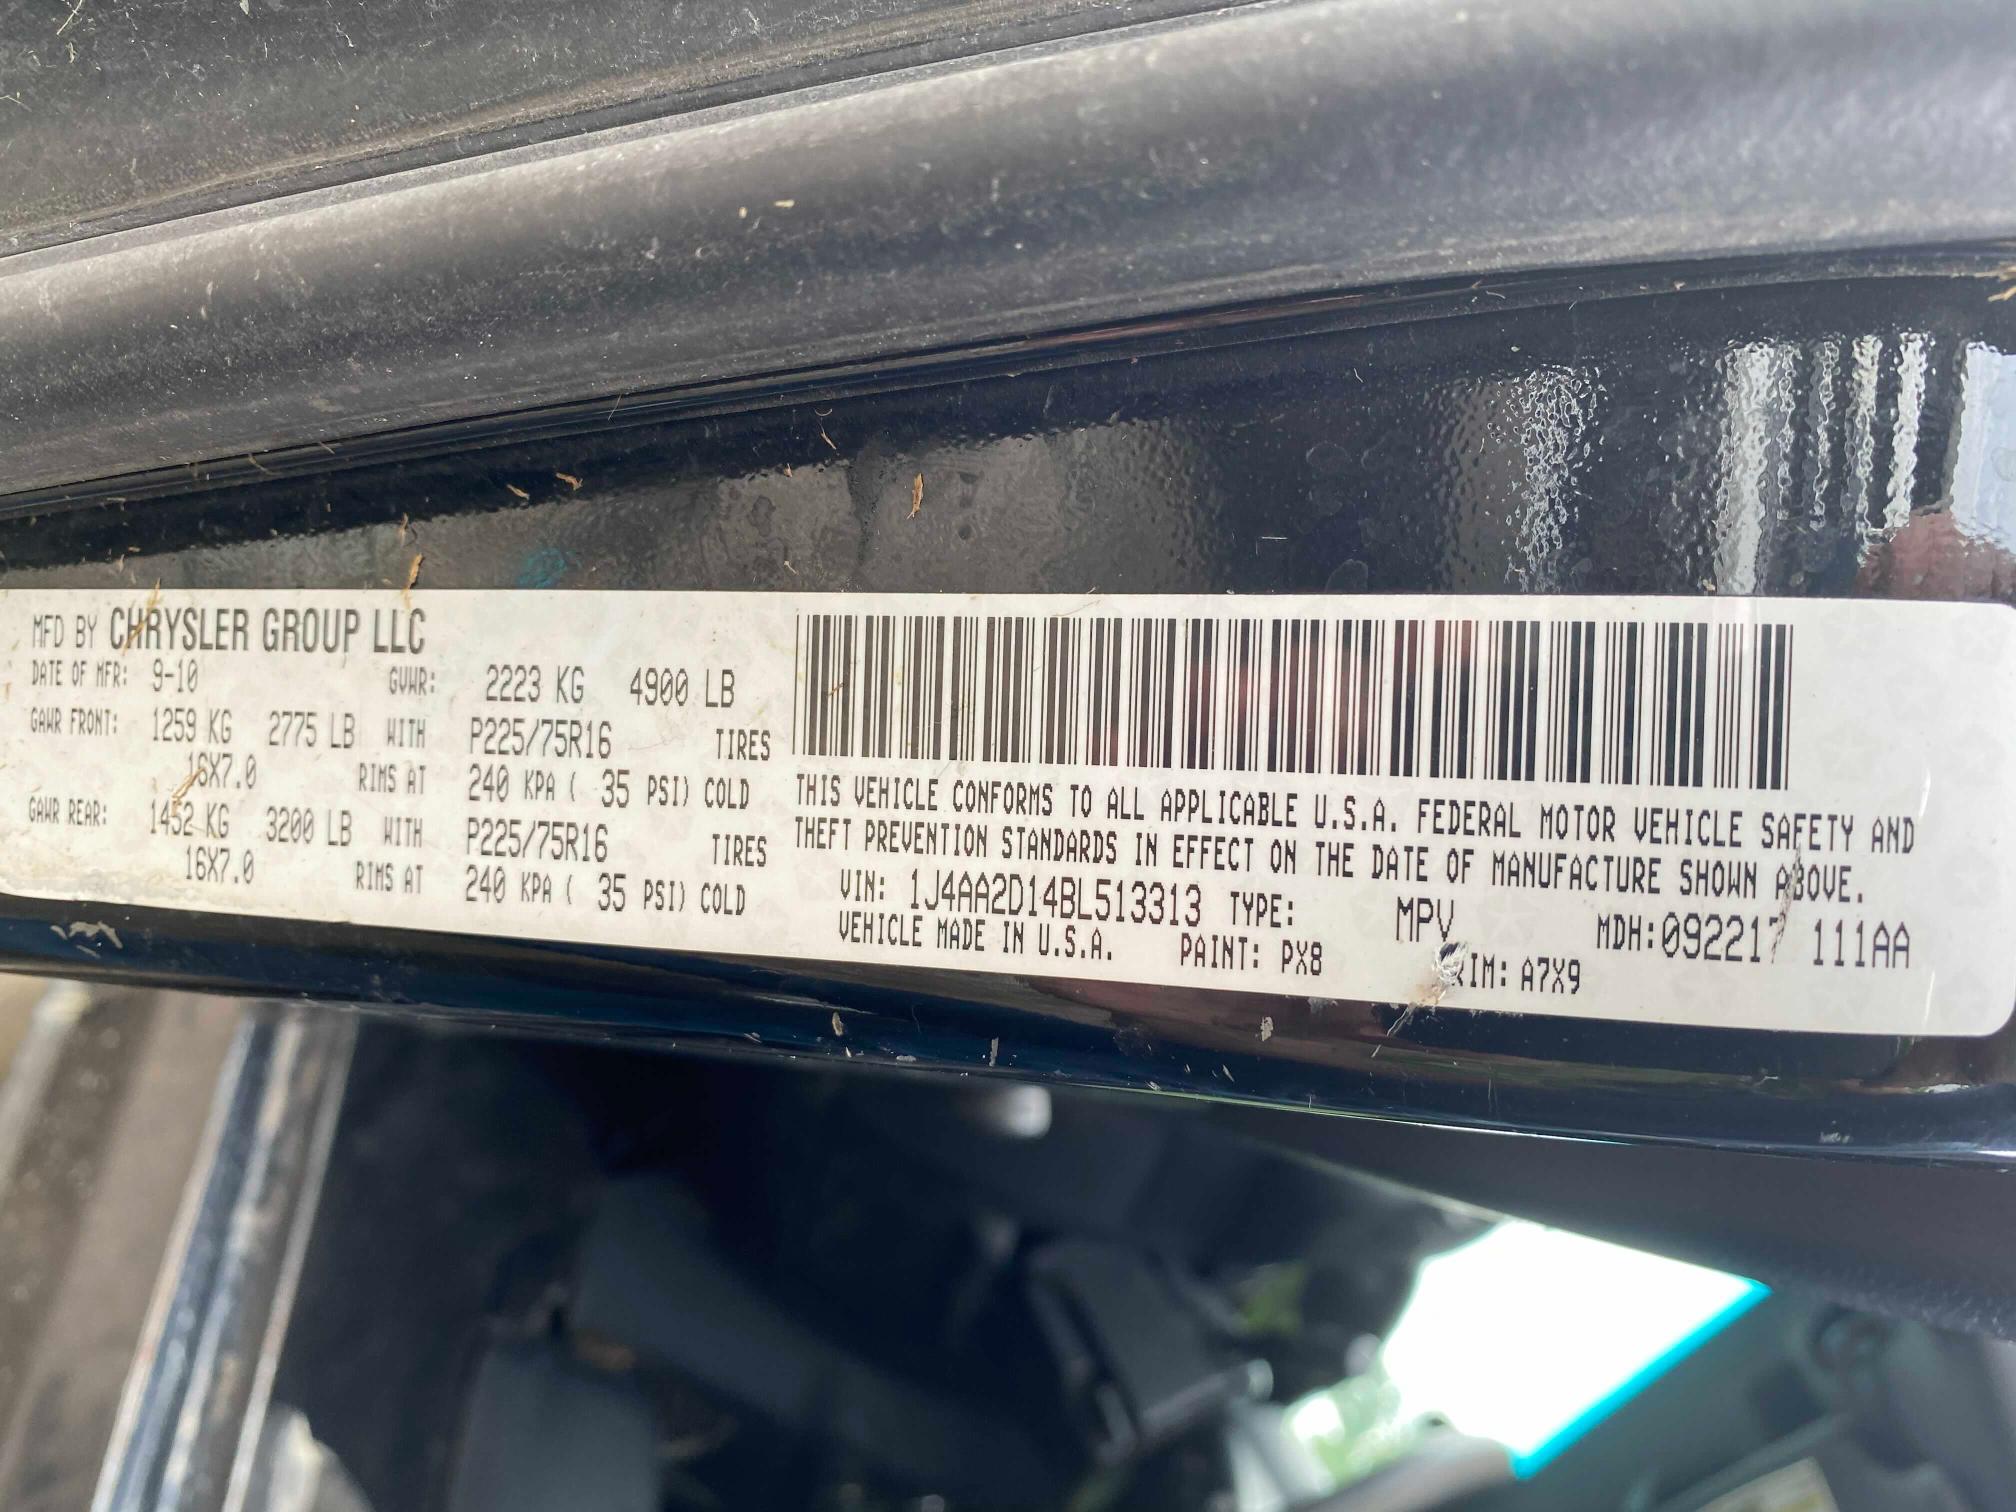 MFD BY CHRYSLER GROUP LLC
DATE OF MFR: 9-10 GVWR: 2223 KG 4900 LB
GAWR FRONT: 1259 KG 2775 LB WITH P225/75R16 TIRES
16X7.0 RIMS AT 240 KPA ( 35 PSI) COLD
GAWR REAR: 1452 KG 3200 LB WITH P225/75R16 TIRES
16X7.0 RIMS AT 240 KPA ( 35 PSI) COLD
THIS VEHICLE CONFORMS TO ALL APPLICABLE U.S.A. FEDERAL MOTOR VEHICLE SAFETY AND
THEFT PREVENTION STANDARDS IN EFFECT ON THE DATE OF MANUFACTURE SHOWN ABOVE.
VIN: 1J4AA2D14BL513313 TYPE: MPV MDH:092217 111AA
VEHICLE MADE IN U.S.A. PAINT: PX8 TRIM: A7X9